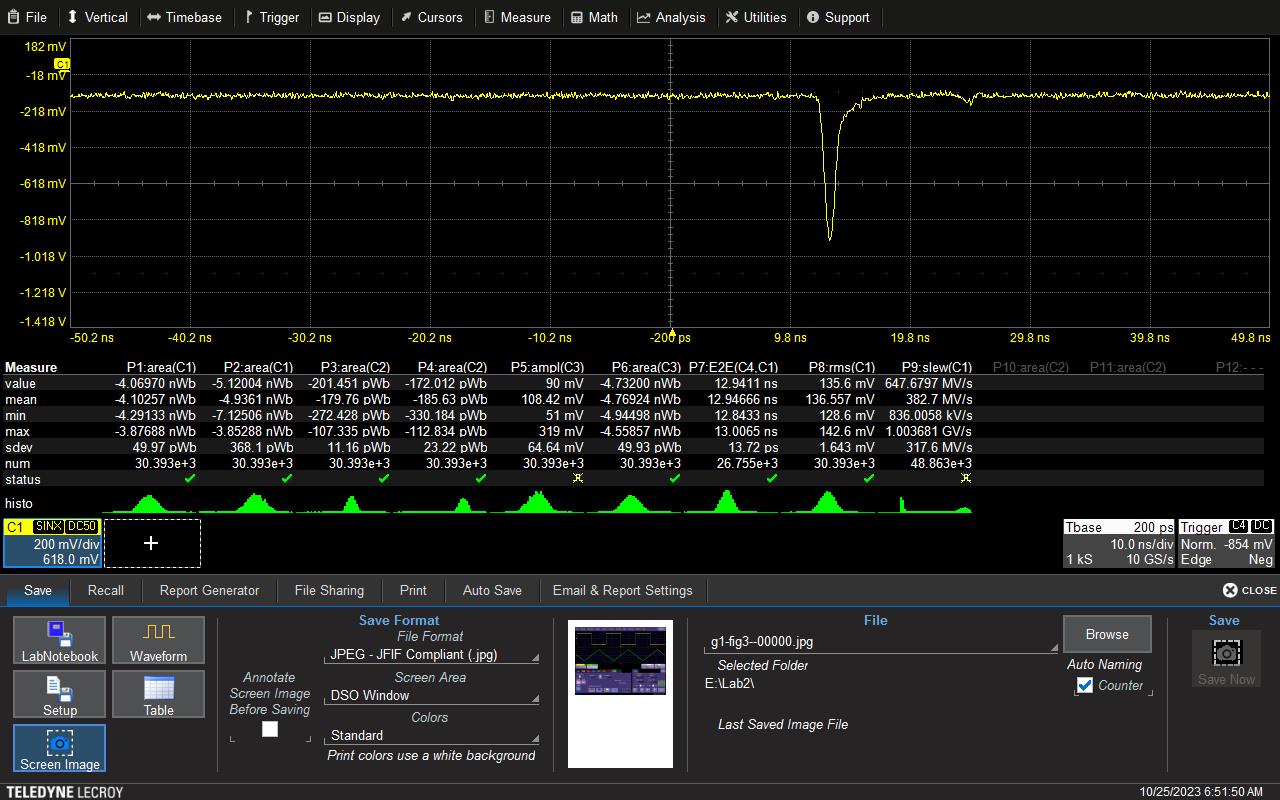 File Vertical Timebase Trigger Display Cursors Measure Math Analysis Utilities Support
182 mV
C1
-18 mV
-218 mV
-418 mV
-618 mV
-818 mV
-1.018 V
-1.218 V
-1.418 V
-50.2 ns -40.2 ns -30.2 ns -20.2 ns -10.2 ns -200 ps 9.8 ns 19.8 ns 29.8 ns 39.8 ns 49.8 ns
Measure P1:area(C1) P2:area(C1) P3:area(C2) P4:area(C2) P5:ampl(C3) P6:area(C3) P7:E2E(C4,C1) P8:rms(C1) P9:slew(C1) P10:area(C2) P11:area(C2) P12:- - -
value -4.06970 nWb -5.12004 nWb -201.451 pWb -172.012 pWb 90 mV -4.73200 nWb 12.9411 ns 135.6 mV 647.6797 MV/s
mean -4.10257 nWb -4.9361 nWb -179.76 pWb -185.63 pWb 108.42 mV -4.76924 nWb 12.94666 ns 136.557 mV 382.7 MV/s
min -4.29133 nWb -7.12506 nWb -272.428 pWb -330.184 pWb 51 mV -4.94498 nWb 12.8433 ns 128.6 mV 836.0058 kV/s
max -3.87688 nWb -3.85288 nWb -107.335 pWb -112.834 pWb 319 mV -4.55857 nWb 13.0065 ns 142.6 mV 1.003681 GV/s
sdev 49.97 pWb 368.1 pWb 11.16 pWb 23.22 pWb 64.64 mV 49.93 pWb 13.72 ps 1.643 mV 317.6 MV/s
num 30.393e+3 30.393e+3 30.393e+3 30.393e+3 30.393e+3 30.393e+3 26.755e+3 30.393e+3 48.863e+3
status
histo
C1 SINX DC50
200 mV/div
618.0 mV
+
Tbase 200 ps
10.0 ns/div
1 kS 10 GS/s
Trigger C4 DC
Norm. -854 mV
Edge Neg
Save Recall Report Generator File Sharing Print Auto Save Email & Report Settings CLOSE
LabNotebook
Waveform
Setup
Table
Screen Image
Annotate
Screen Image
Before Saving
Save Format
File Format
JPEG - JFIF Compliant (.jpg)
Screen Area
DSO Window
Colors
Standard
Print colors use a white background
File
g1-fig3--00000.jpg
Browse
Selected Folder
E:\Lab2\
Auto Naming
Counter
Last Saved Image File
Save
Save Now
TELEDYNE LECROY
10/25/2023 6:51:50 AM